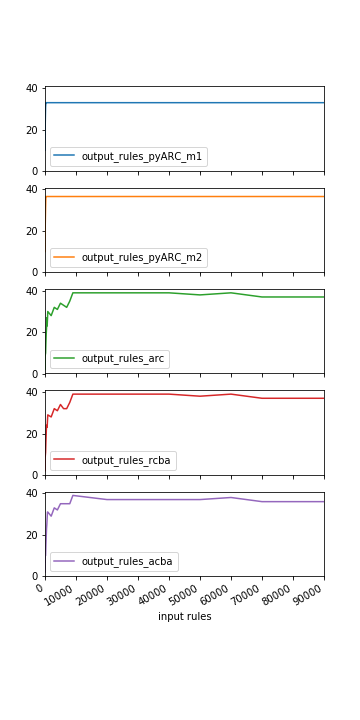 40
20
0
output_rules_pyARC_m1
40
20
0
output_rules_pyARC_m2
40
20
0
output_rules_arc
40
20
0
output_rules_rcba
40
20
0
output_rules_acba
0 10000 20000 30000 40000 50000 60000 70000 80000 90000
input rules